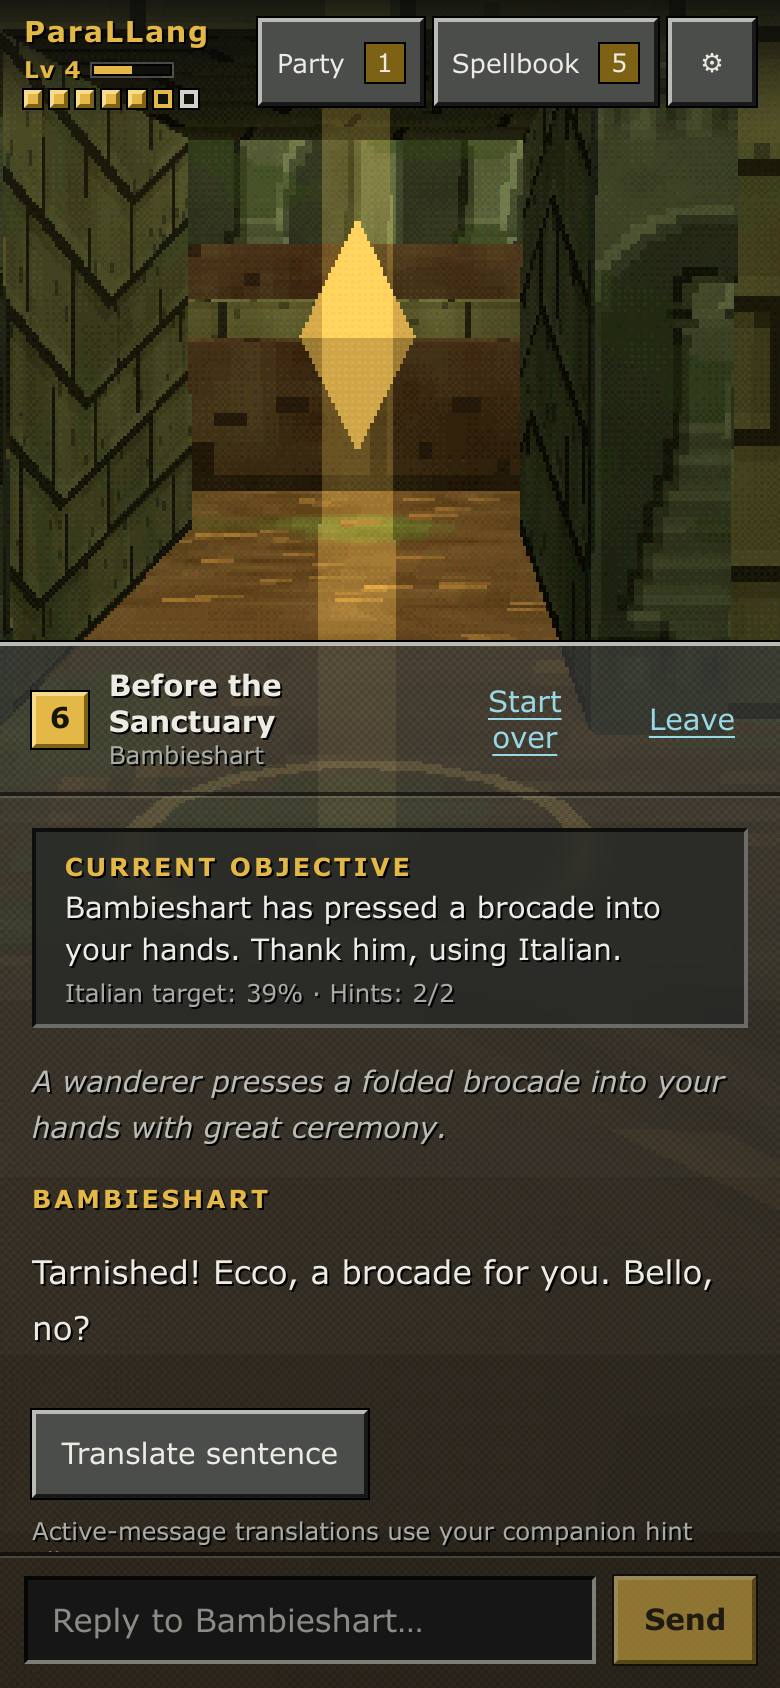 ParaLLang
Lv 4
Party 1
Spellbook 5
⚙
6
Before the
Sanctuary
Bambieshart
Start
over
Leave
CURRENT OBJECTIVE
Bambieshart has pressed a brocade into
your hands. Thank him, using Italian.
Italian target: 39% · Hints: 2/2
A wanderer presses a folded brocade into your
hands with great ceremony.
BAMBIESHART
Tarnished! Ecco, a brocade for you. Bello,
no?
Translate sentence
Active-message translations use your companion hint
Reply to Bambieshart…
Send